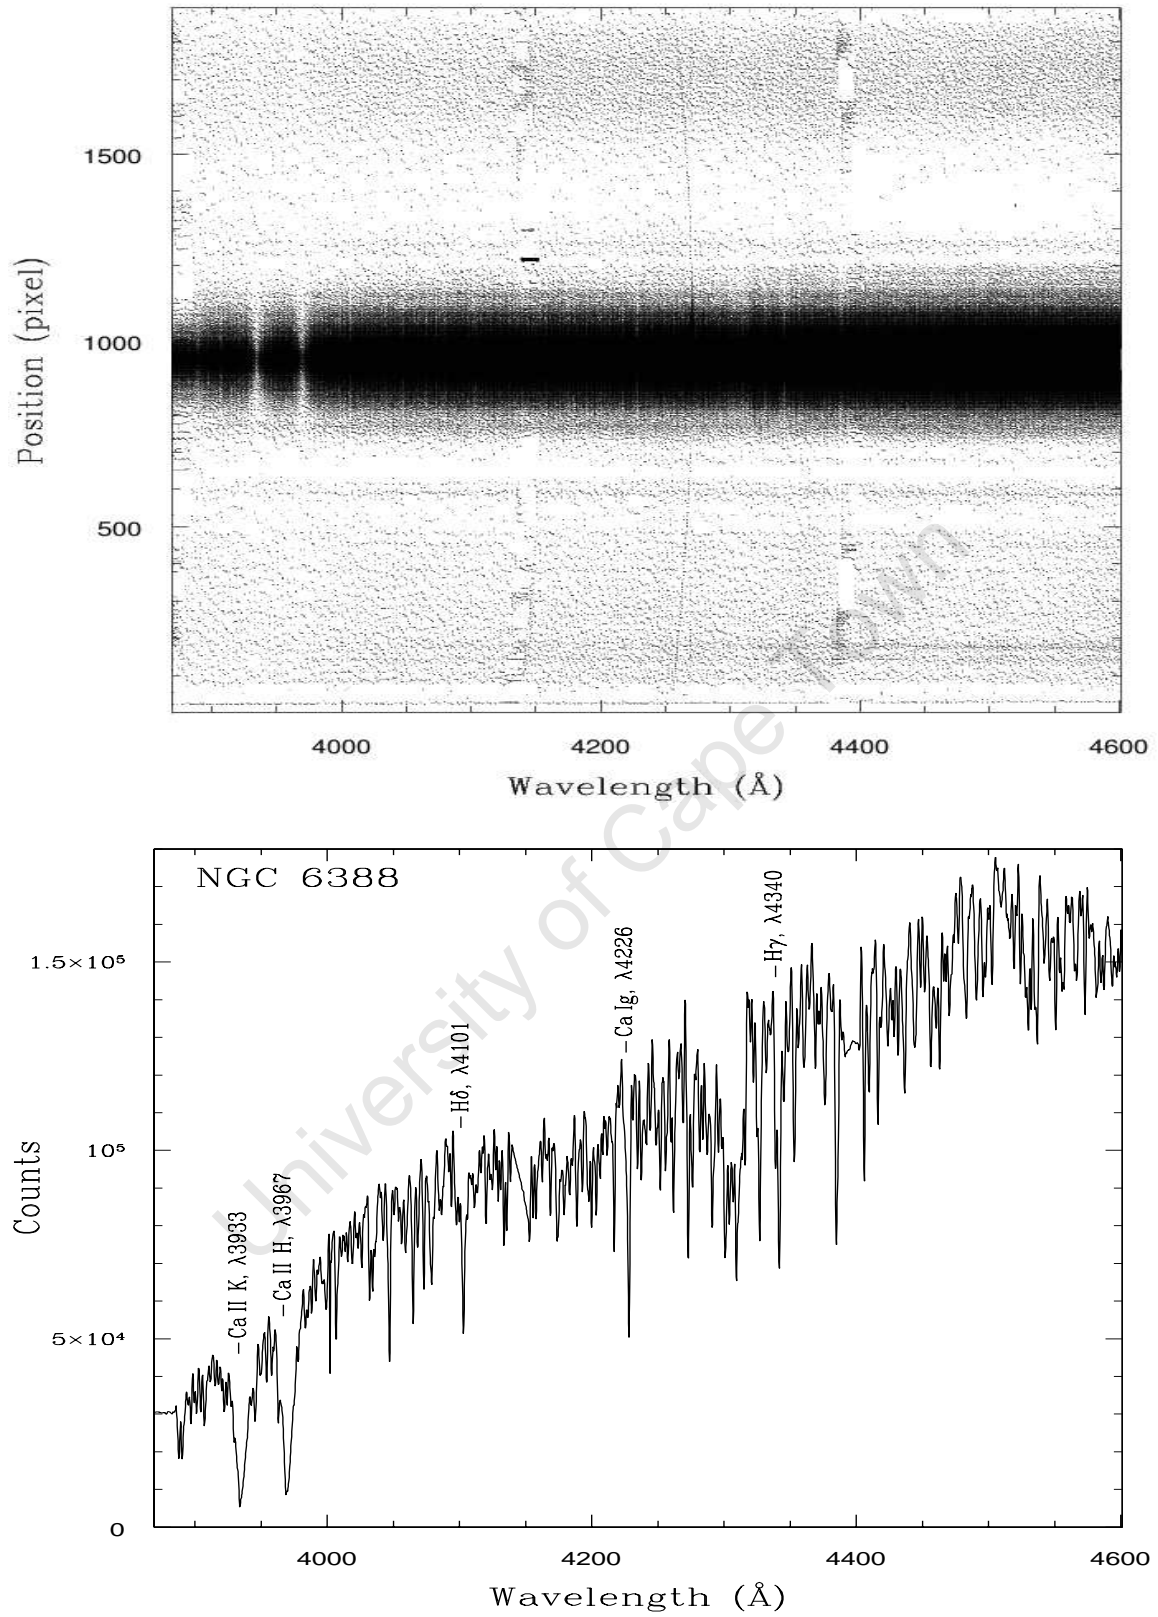 1500
1000
500
Position (pixel)
4000 4200 4400 4600
Wavelength (Å)
NGC 6388
Ca II K, λ3933
Ca II H, λ3967
Hδ, λ4101
Ca Ig, λ4226
Hγ, λ4340
1.5×10⁵
10⁵
5×10⁴
0
Counts
4000 4200 4400 4600
Wavelength (Å)
University of Cape Town